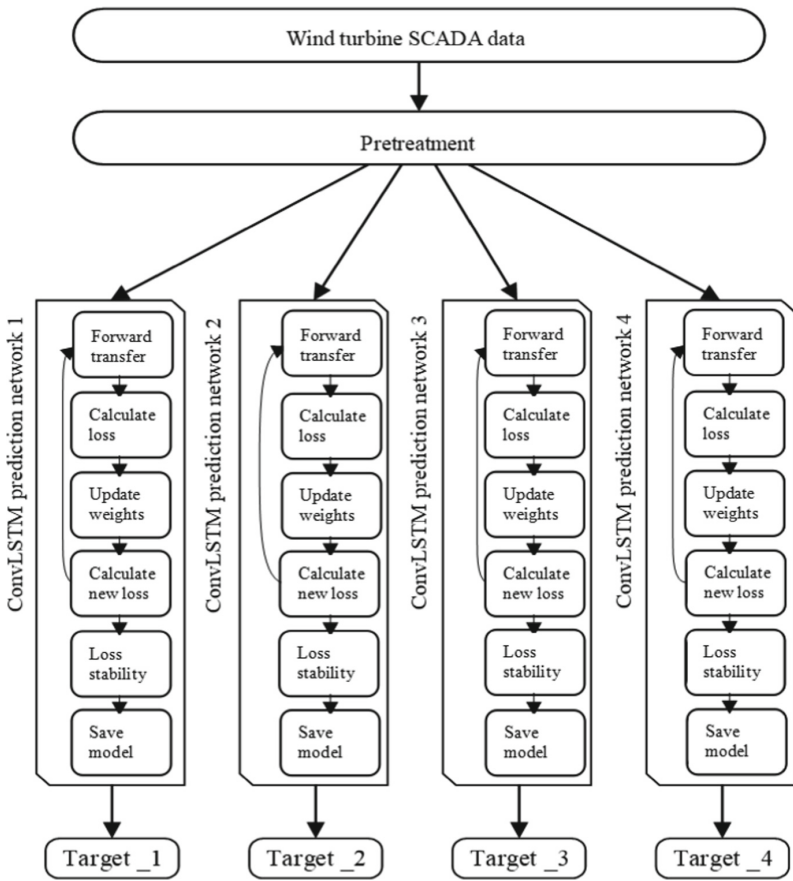 Wind turbine SCADA data
Pretreatment
ConvLSTM prediction network 1
Forward
transfer
Calculate
loss
Update
weights
Calculate
new loss
Loss
stability
Save
model
Target _1
ConvLSTM prediction network 2
Forward
transfer
Calculate
loss
Update
weights
Calculate
new loss
Loss
stability
Save
model
Target _2
ConvLSTM prediction network 3
Forward
transfer
Calculate
loss
Update
weights
Calculate
new loss
Loss
stability
Save
model
Target _3
ConvLSTM prediction network 4
Forward
transfer
Calculate
loss
Update
weights
Calculate
new loss
Loss
stability
Save
model
Target _4